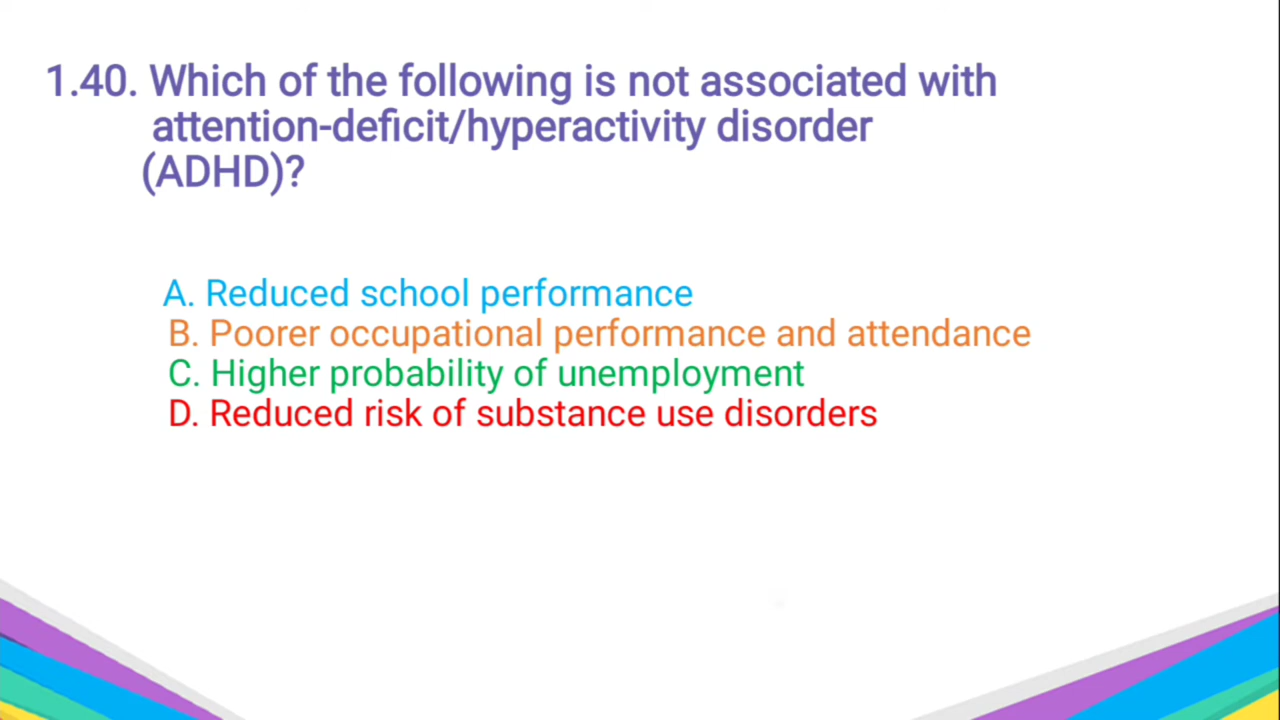 1.40. Which of the following is not associated with
attention-deficit/hyperactivity disorder
(ADHD)?
A. Reduced school performance
B. Poorer occupational performance and attendance
C. Higher probability of unemployment
D. Reduced risk of substance use disorders